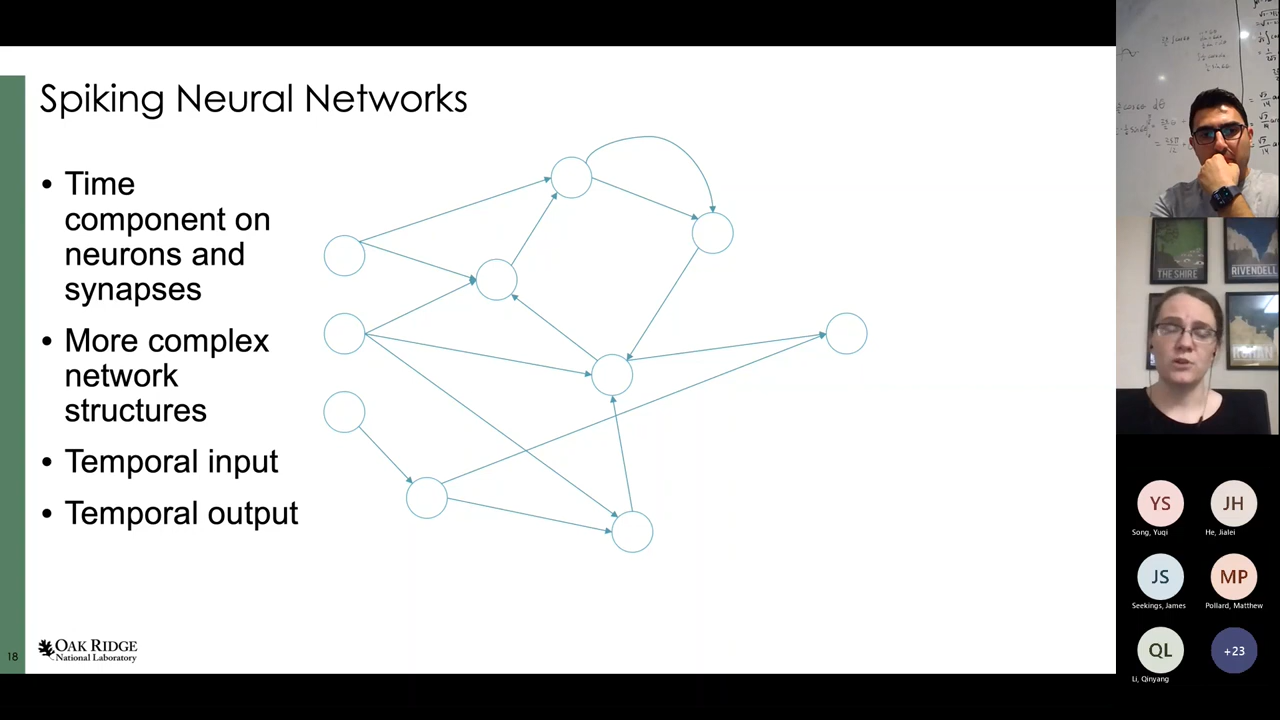 Spiking Neural Networks
• Time
component on
neurons and
synapses
• More complex
network
structures
• Temporal input
• Temporal output
18
OAK RIDGE
National Laboratory
dθ
THE SHIRE
RIVENDELL
YS
JH
Song, Yuqi
He, Jialei
JS
MP
Seekings, James
Pollard, Matthew
QL
+23
Li, Qinyang